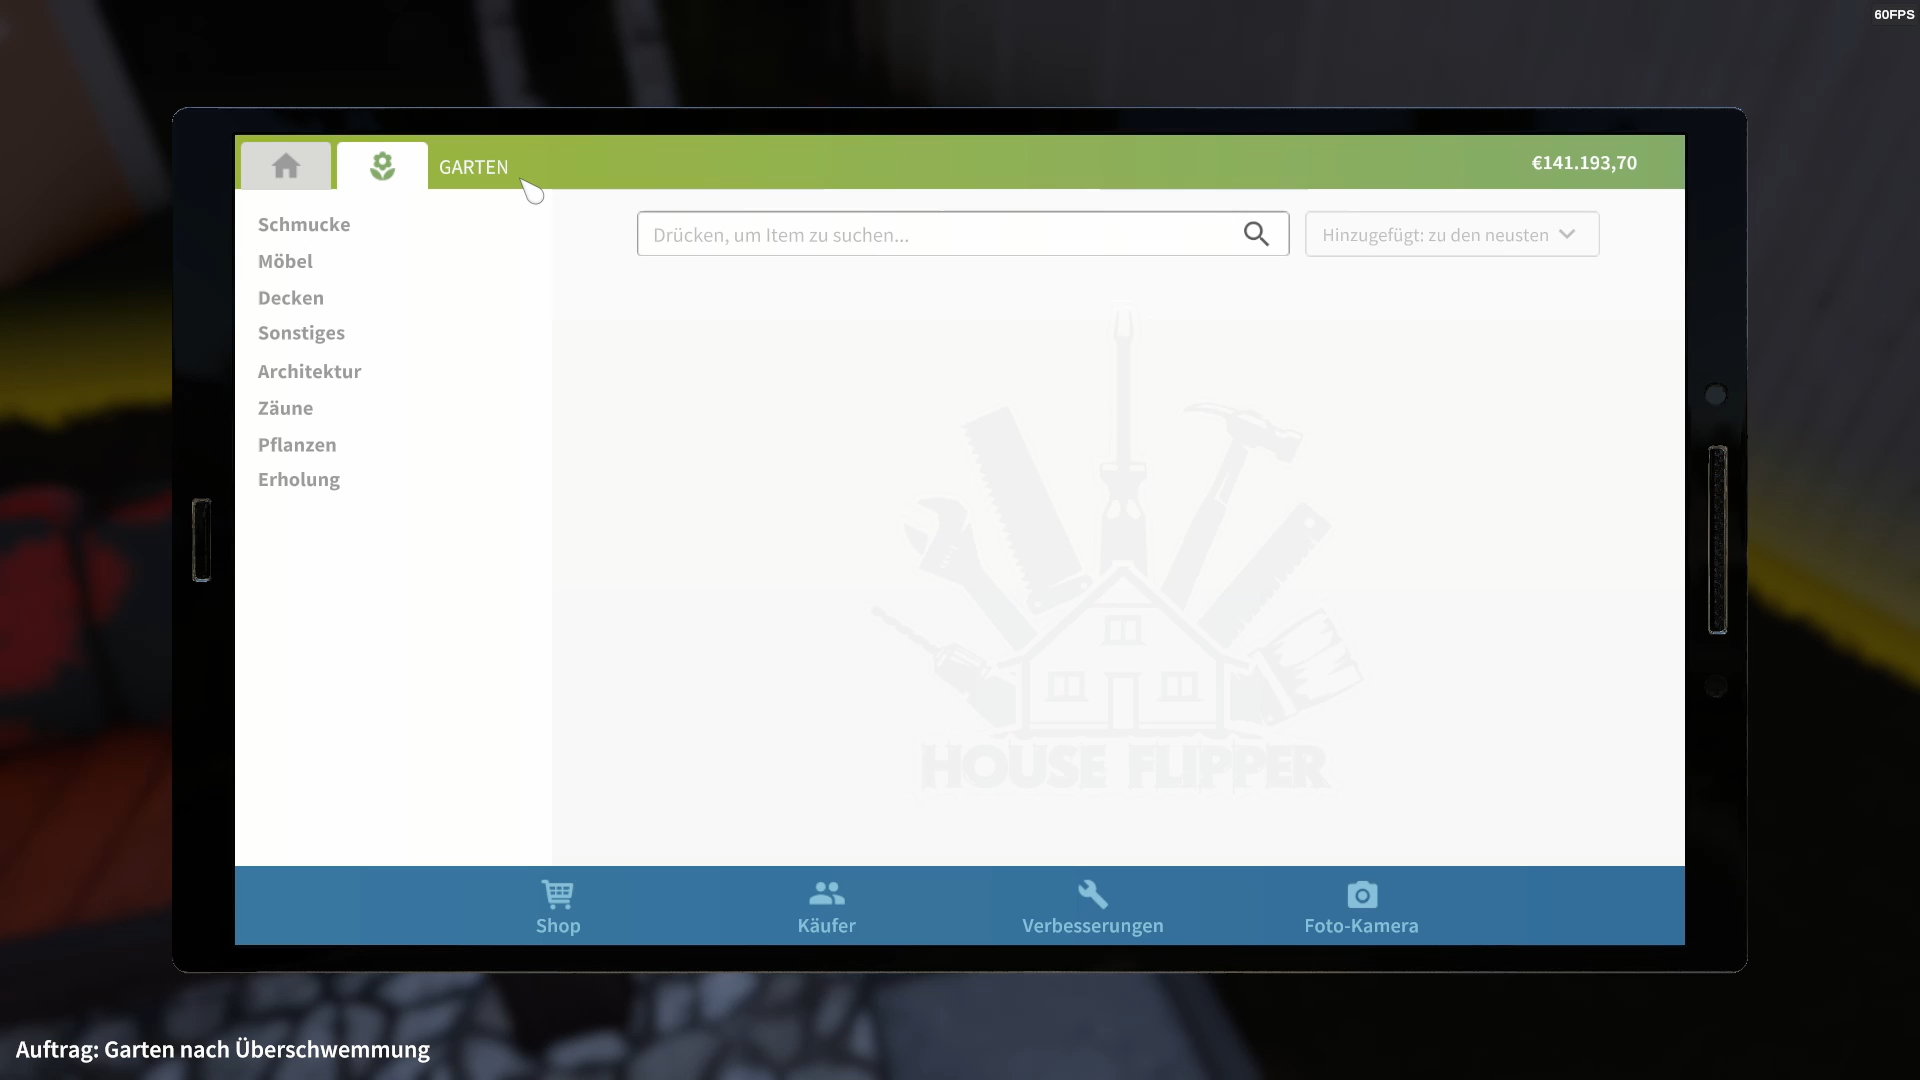 60FPS
GARTEN
€141.193,70
Schmucke
Möbel
Decken
Sonstiges
Architektur
Zäune
Pflanzen
Erholung
Drücken, um Item zu suchen...
Hinzugefügt: zu den neusten
HOUSE FLIPPER
Shop
Käufer
Verbesserungen
Foto-Kamera
Auftrag: Garten nach Überschwemmung